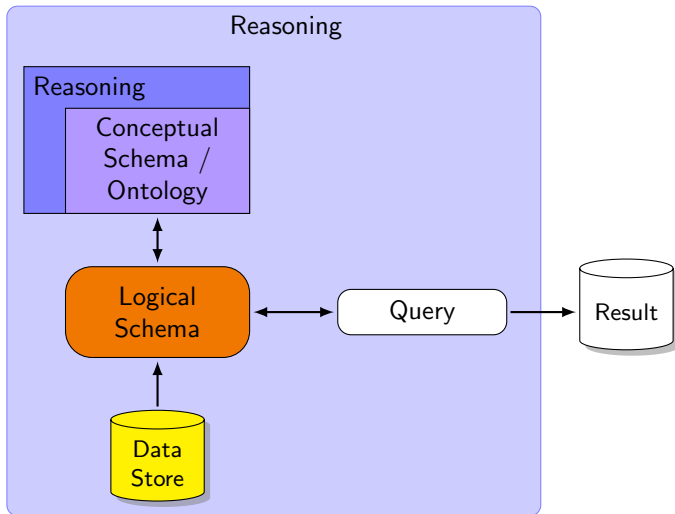 Reasoning
Reasoning
Conceptual
Schema /
Ontology
Logical
Schema
Query
Result
Data
Store